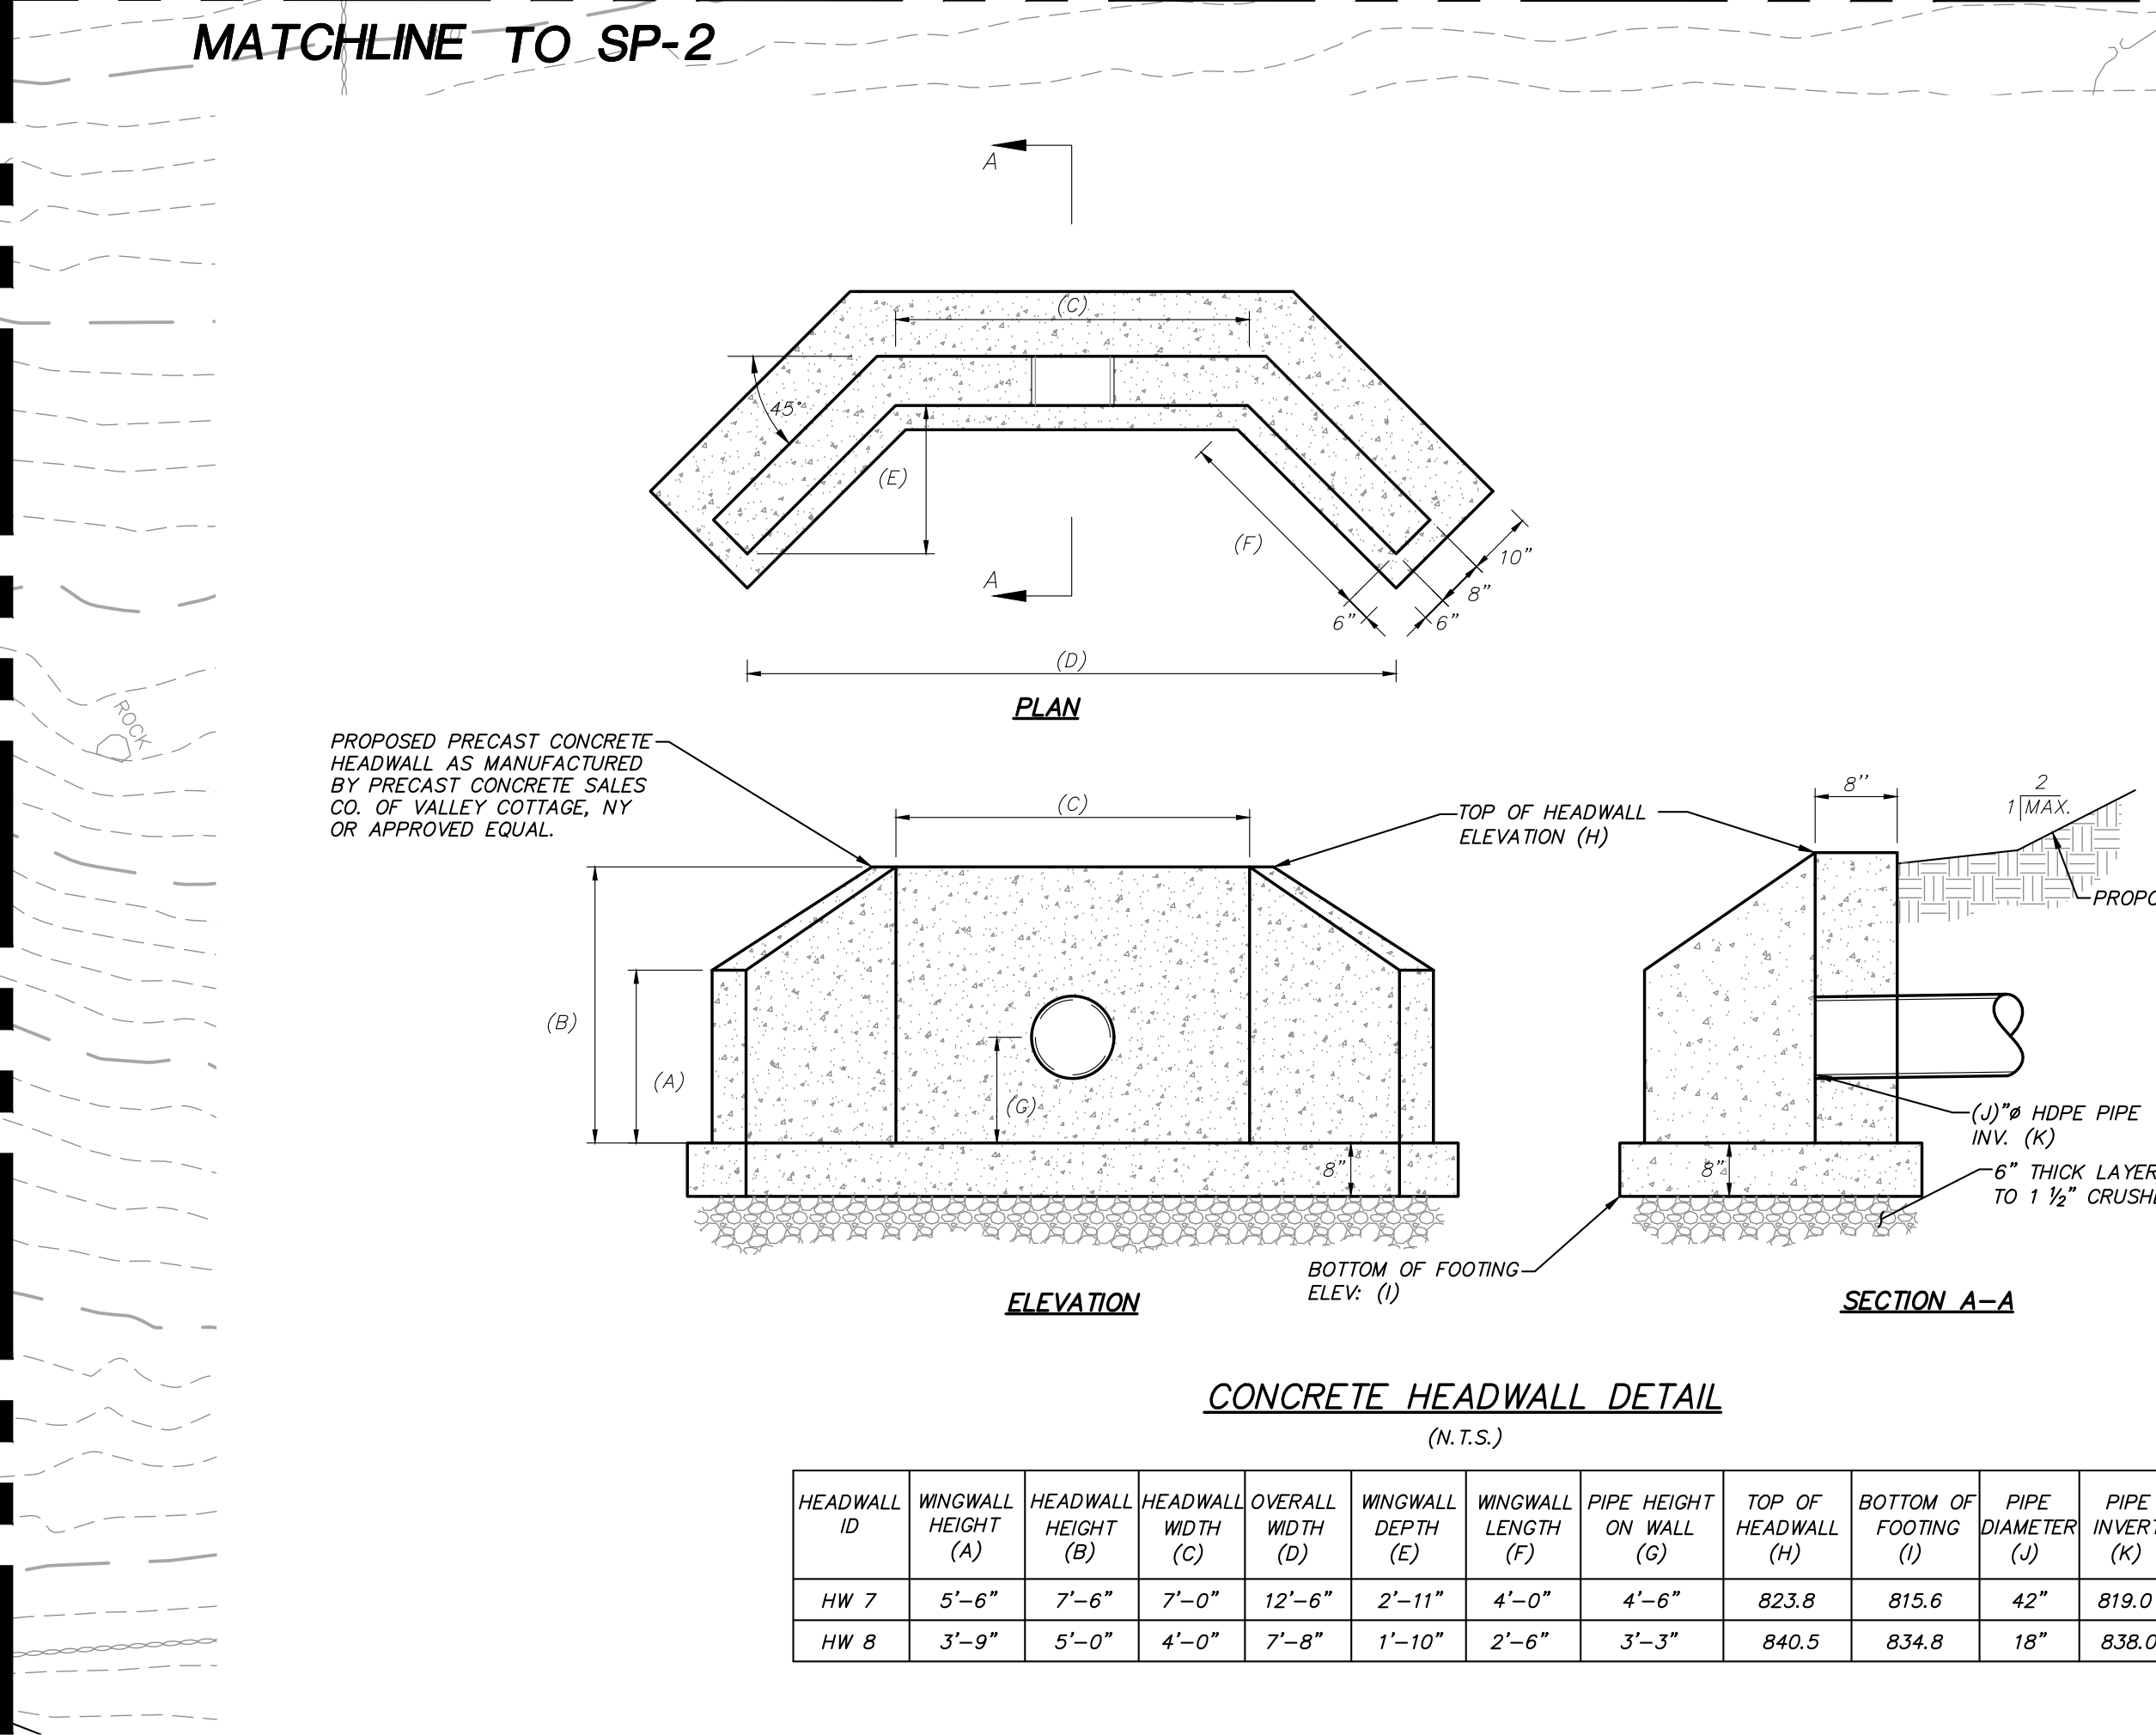 MATCHLINE TO SP-2
A
(C)
45°
(E)
(F)
10"
8"
6"
6"
A
(D)
PLAN
ROCK
PROPOSED PRECAST CONCRETE
HEADWALL AS MANUFACTURED
BY PRECAST CONCRETE SALES
CO. OF VALLEY COTTAGE, NY
OR APPROVED EQUAL.
(C)
TOP OF HEADWALL
ELEVATION (H)
8''
2
1 MAX.
(B)
(A)
(G)
8"
8"
(J)"ø HDPE PIPE
INV. (K)
6" THICK LAYER
TO 1 ½"
BOTTOM OF FOOTING
ELEV: (I)
ELEVATION
SECTION A-A
CONCRETE HEADWALL DETAIL
(N.T.S.)
HEADWALL ID WINGWALL HEIGHT (A) HEADWALL HEIGHT (B) HEADWALL WIDTH (C) OVERALL WIDTH (D) WINGWALL DEPTH (E) WINGWALL LENGTH (F) PIPE HEIGHT ON WALL (G) TOP OF HEADWALL (H) BOTTOM OF FOOTING (I) PIPE DIAMETER (J) PIPE INVERT (K)
HW 7 5'-6" 7'-6" 7'-0" 12'-6" 2'-11" 4'-0" 4'-6" 823.8 815.6 42" 819.0
HW 8 3'-9" 5'-0" 4'-0" 7'-8" 1'-10" 2'-6" 3'-3" 840.5 834.8 18" 838.0